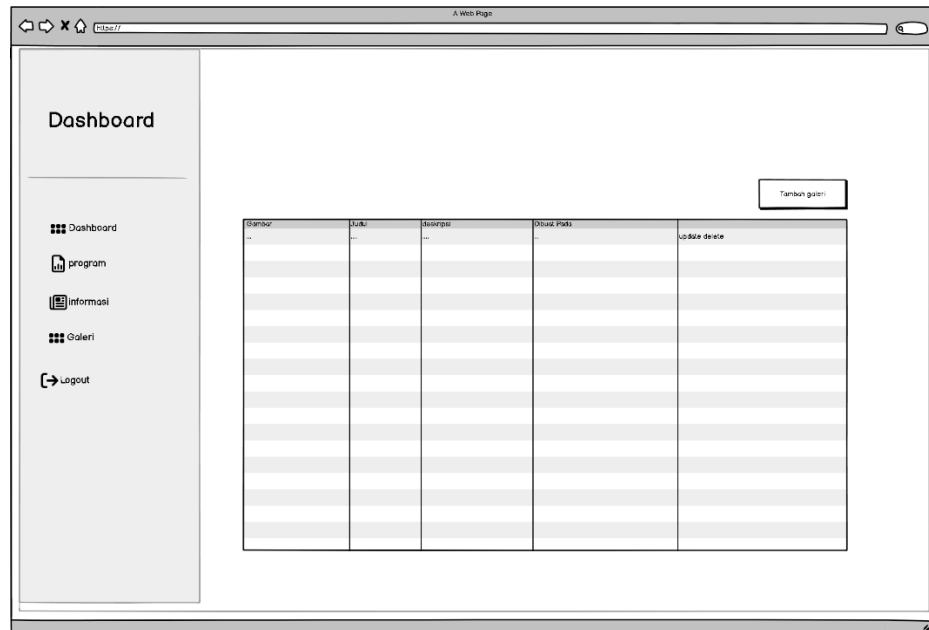 A Web Page
https://
Dashboard
Tambah galeri
Gambar Judul deskripsi Dibuat Pada
... ... ... ... update delete
Dashboard
program
informasi
Galeri
Logout